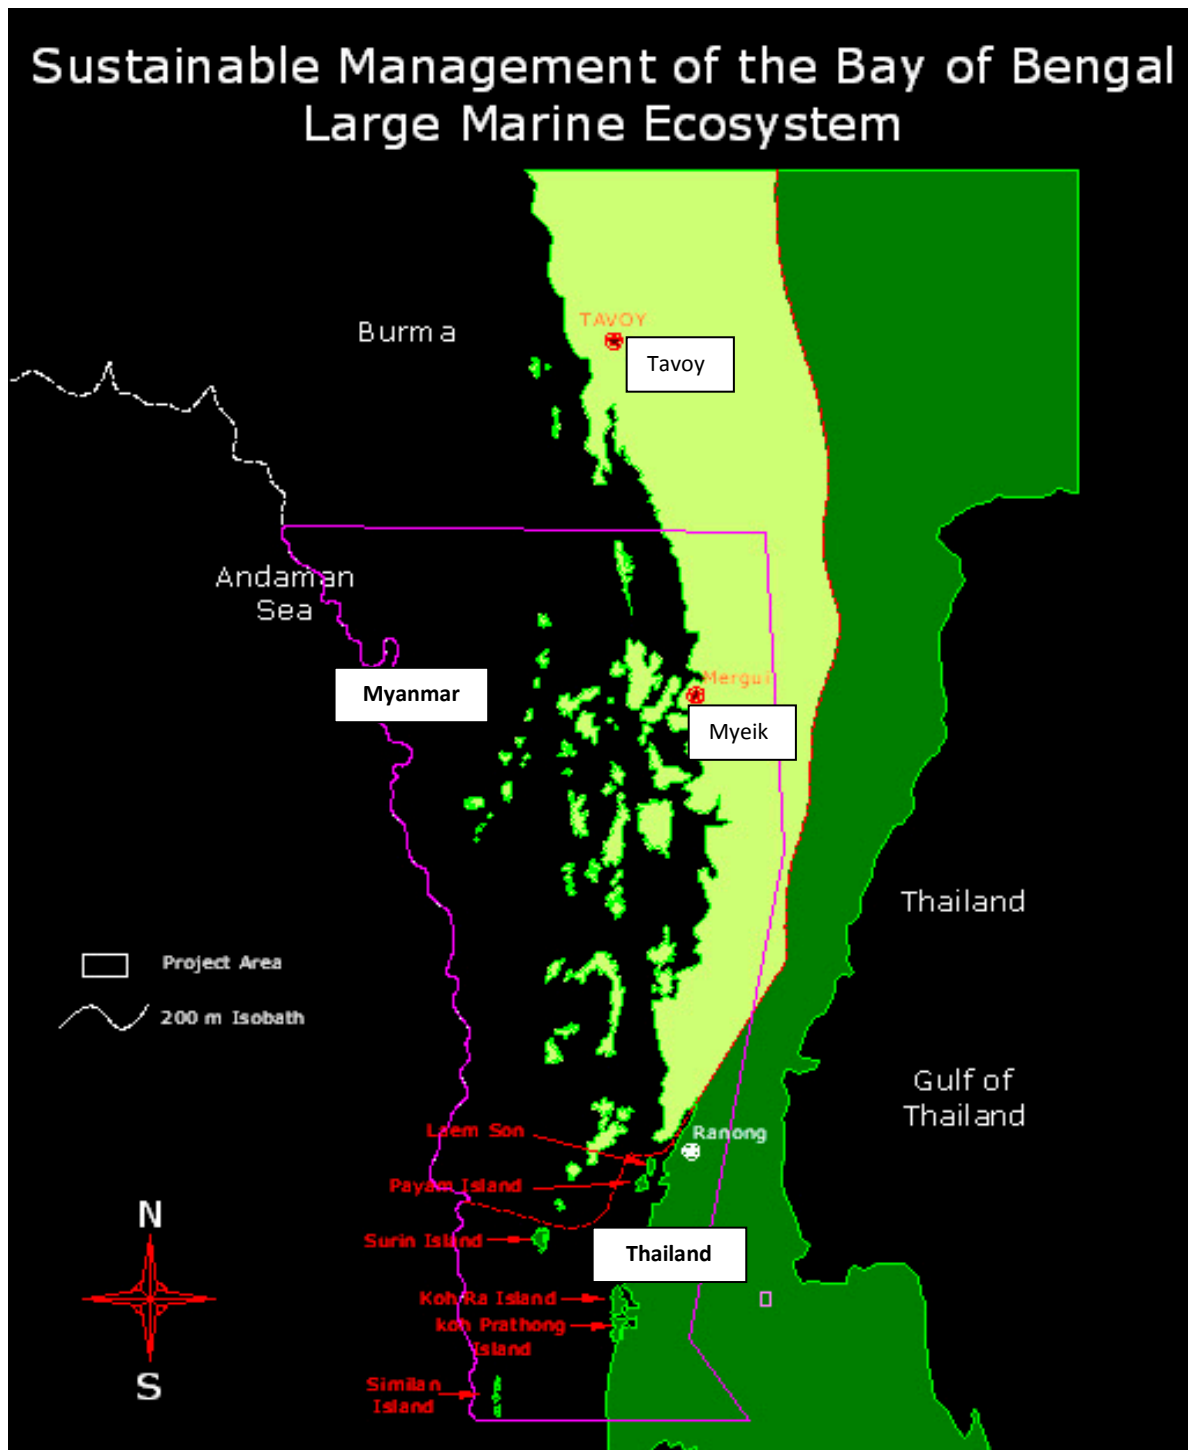 Sustainable Management of the Bay of Bengal
Large Marine Ecosystem
Burma
TAVOY
Tavoy
Andaman
Sea
Myanmar
Mergui
Myeik
Thailand
Project Area
200 m Isobath
Gulf of
Thailand
Laem Son
Ranong
Payam Island
N
Surin Island
Thailand
Koh Ra Island
koh Prathong
Island
S
Similan
Island